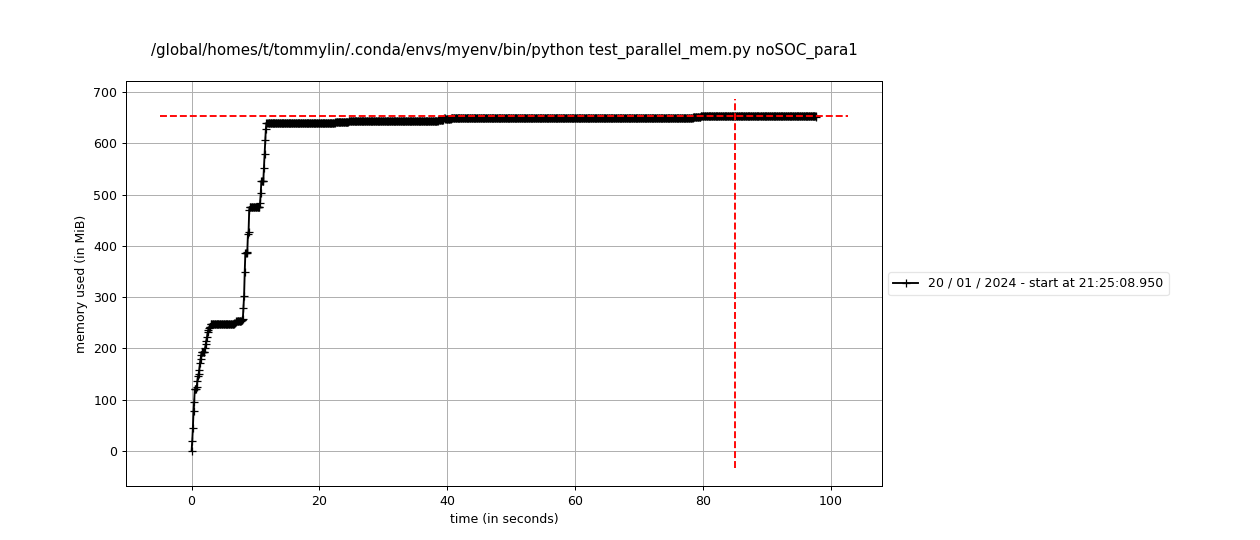 /global/homes/t/tommylin/.conda/envs/myenv/bin/python test_parallel_mem.py noSOC_para1
700
600
500
400
300
200
100
0
memory used (in MiB)
0 20 40 60 80 100
time (in seconds)
20 / 01 / 2024 - start at 21:25:08.950